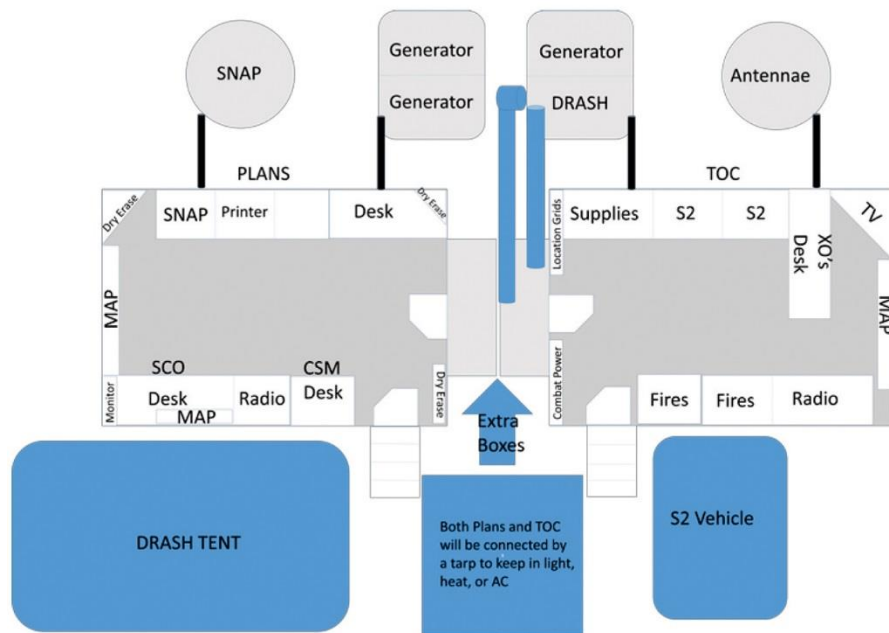 SNAP
Generator
Generator
Generator
DRASH
Antennae
PLANS
TOC
Dry Erase
SNAP
Printer
Desk
Dry Erase
Location Grids
Supplies
S2
S2
XO's
Desk
TV
MAP
MAP
SCO
CSM
Monitor
Desk
MAP
Radio
Desk
Dry Erase
Combat Power
Fires
Fires
Radio
Extra
Boxes
DRASH TENT
Both Plans and TOC
will be connected by
a tarp to keep in light,
heat, or AC
S2 Vehicle